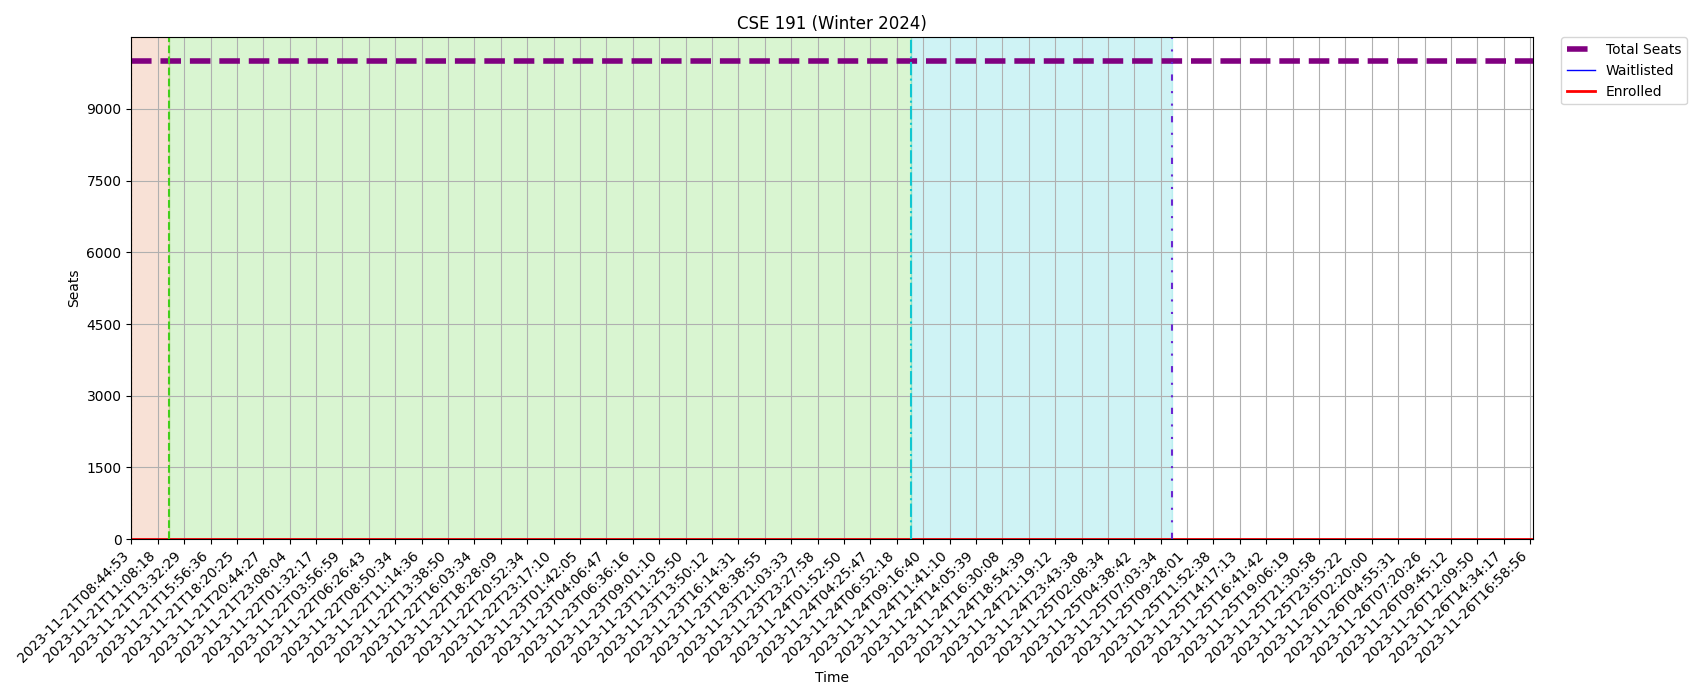 CSE 191 (Winter 2024)
Total Seats
Waitlisted
Enrolled
9000
7500
6000
4500
3000
1500
0
Seats
2023-11-21T08:44:53
2023-11-21T11:08:18
2023-11-21T13:32:29
2023-11-21T15:56:36
2023-11-21T18:20:25
2023-11-21T20:44:27
2023-11-21T23:08:04
2023-11-22T01:32:17
2023-11-22T03:56:59
2023-11-22T06:26:43
2023-11-22T08:50:34
2023-11-22T11:14:36
2023-11-22T13:38:50
2023-11-22T16:03:34
2023-11-22T18:28:09
2023-11-22T20:52:34
2023-11-22T23:17:10
2023-11-23T01:42:05
2023-11-23T04:06:47
2023-11-23T06:36:16
2023-11-23T09:01:10
2023-11-23T11:25:50
2023-11-23T13:50:12
2023-11-23T16:14:31
2023-11-23T18:38:55
2023-11-23T21:03:33
2023-11-23T23:27:58
2023-11-24T01:52:50
2023-11-24T04:25:47
2023-11-24T06:52:18
2023-11-24T09:16:40
2023-11-24T11:41:10
2023-11-24T14:05:39
2023-11-24T16:30:08
2023-11-24T18:54:39
2023-11-24T21:19:12
2023-11-24T23:43:38
2023-11-25T02:08:34
2023-11-25T04:38:42
2023-11-25T07:03:34
2023-11-25T09:28:01
2023-11-25T11:52:38
2023-11-25T14:17:13
2023-11-25T16:41:42
2023-11-25T19:06:19
2023-11-25T21:30:58
2023-11-25T23:55:22
2023-11-26T02:20:00
2023-11-26T04:55:31
2023-11-26T07:20:26
2023-11-26T09:45:12
2023-11-26T12:09:50
2023-11-26T14:34:17
2023-11-26T16:58:56
Time